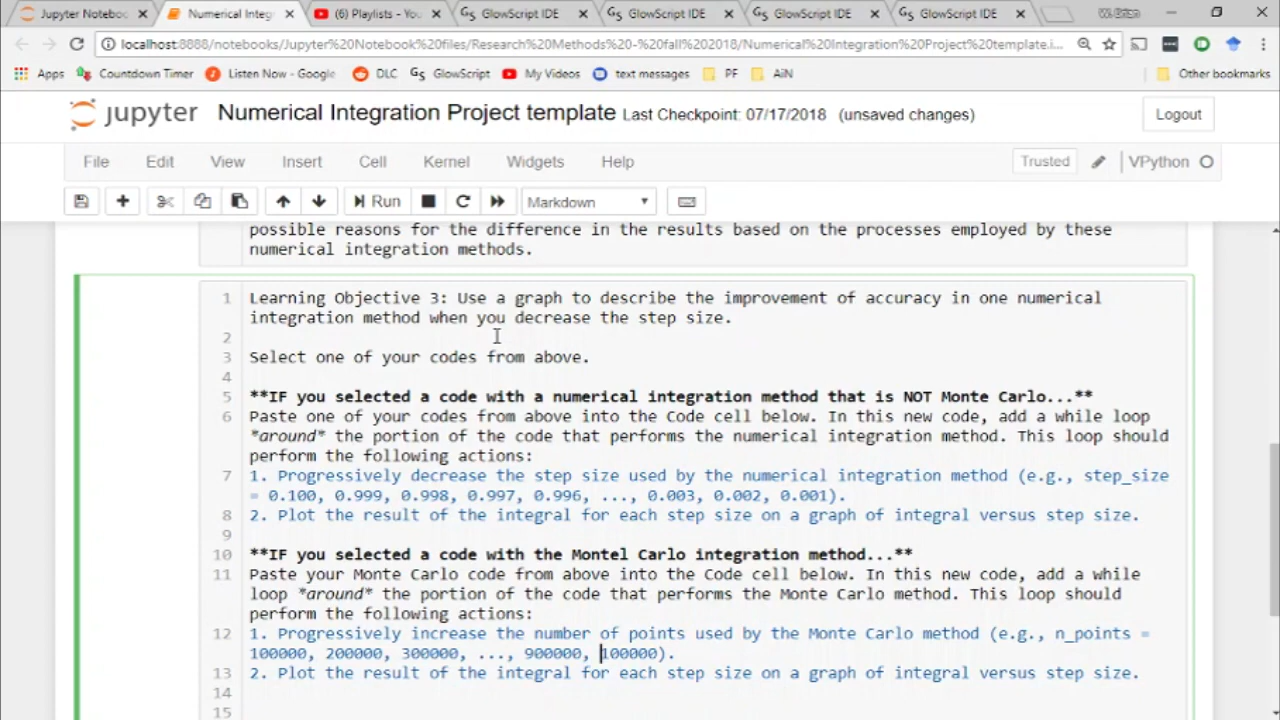 Jupyter Noteboo
Numerical Integ
(6) Playlists - You
GlowScript IDE
GlowScript IDE
GlowScript IDE
GlowScript IDE
localhost:8888/notebooks/Jupyter%20Notebook%20files/Research%20Methods%20-%20fall%202018/Numerical%20Integration%20Project%20template.i...
Apps Countdown Timer Listen Now - Google DLC GlowScript My Videos text messages PF AiN Other bookmarks
jupyter Numerical Integration Project template Last Checkpoint: 07/17/2018 (unsaved changes) Logout
File Edit View Insert Cell Kernel Widgets Help Trusted VPython
Run Markdown
possible reasons for the difference in the results based on the processes employed by these
numerical integration methods.
1 Learning Objective 3: Use a graph to describe the improvement of accuracy in one numerical
integration method when you decrease the step size.
2
3 Select one of your codes from above.
4
5 **IF you selected a code with a numerical integration method that is NOT Monte Carlo...**
6 Paste one of your codes from above into the Code cell below. In this new code, add a while loop
*around* the portion of the code that performs the numerical integration method. This loop should
perform the following actions:
7 1. Progressively decrease the step size used by the numerical integration method (e.g., step_size
= 0.100, 0.999, 0.998, 0.997, 0.996, ..., 0.003, 0.002, 0.001).
8 2. Plot the result of the integral for each step size on a graph of integral versus step size.
9
10 **IF you selected a code with the Montel Carlo integration method...**
11 Paste your Monte Carlo code from above into the Code cell below. In this new code, add a while
loop *around* the portion of the code that performs the Monte Carlo method. This loop should
perform the following actions:
12 1. Progressively increase the number of points used by the Monte Carlo method (e.g., n_points =
100000, 200000, 300000, ..., 900000, 100000).
13 2. Plot the result of the integral for each step size on a graph of integral versus step size.
14
15